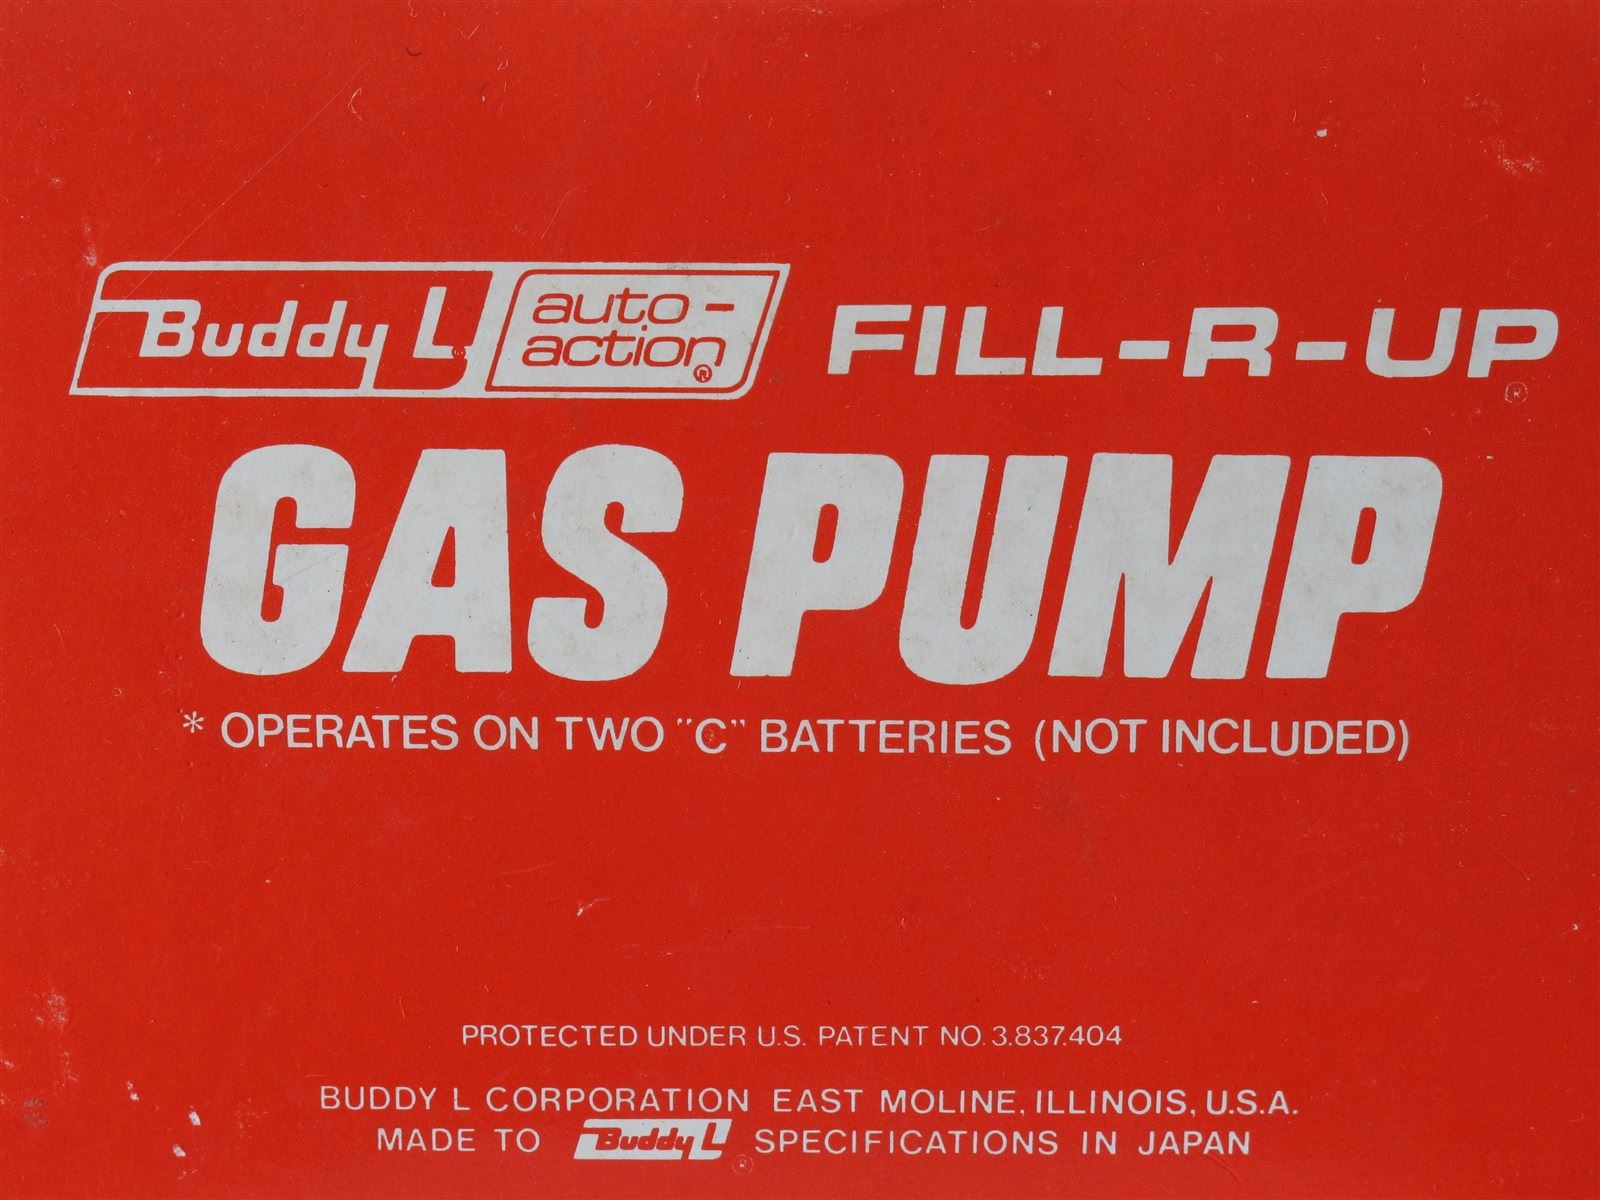 Buddy L. auto-action® FILL-R-UP®
GAS PUMP
* OPERATES ON TWO "C" BATTERIES (NOT INCLUDED)
PROTECTED UNDER U.S. PATENT NO. 3.837.404
BUDDY L CORPORATION EAST MOLINE, ILLINOIS, U.S.A.
MADE TO Buddy L® SPECIFICATIONS IN JAPAN